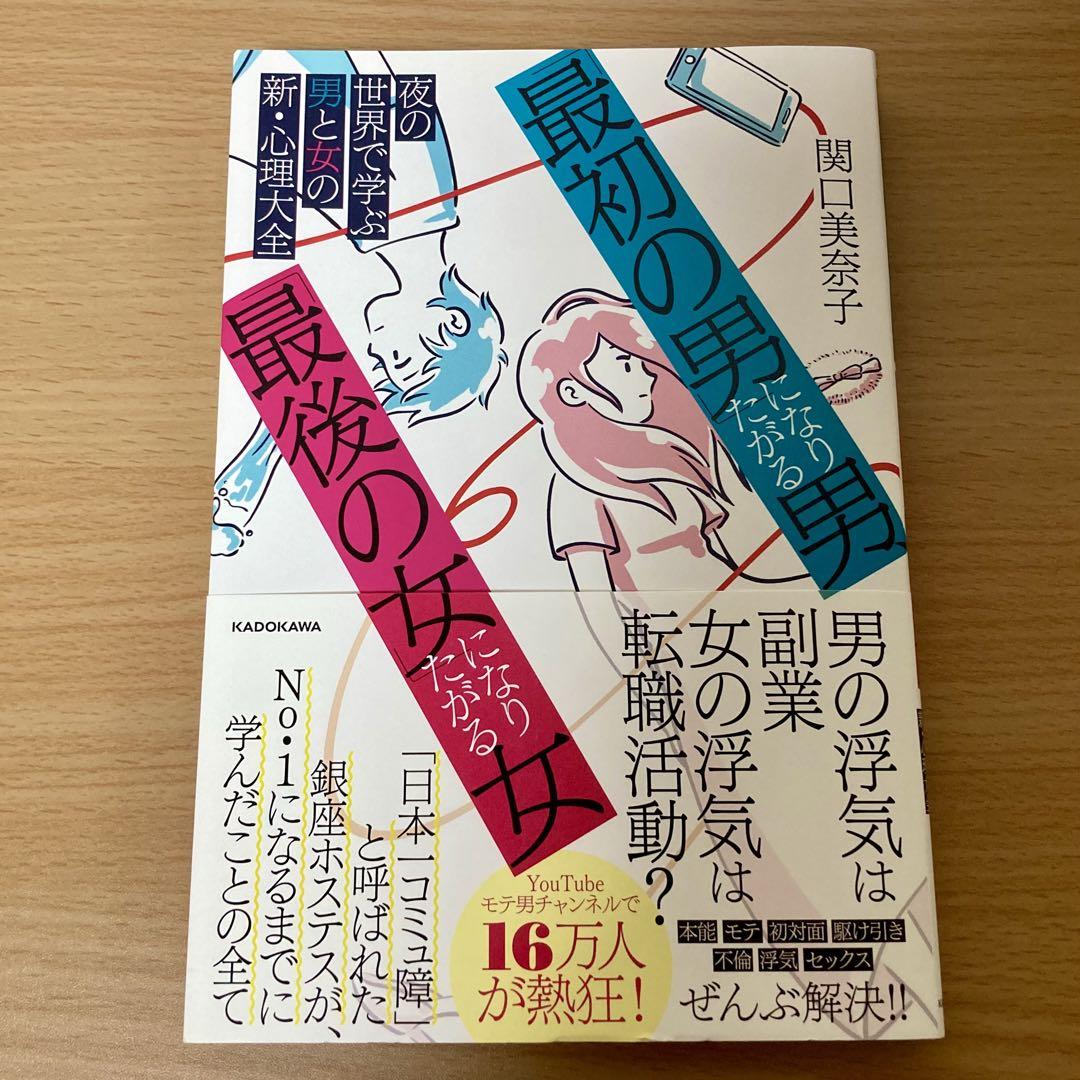 関口美奈子
「最初の男」
になり
たがる
男
「最後の女」
になり
たがる
女
夜の
世界で学ぶ
男と女の
新・心理大全
KADOKAWA
男の浮気は
副業
女の浮気は
転職活動?
「日本一コミュ障」
と呼ばれた
銀座ホステスが、
No.1になるまでに
学んだことの全て
YouTube
モテ男チャンネルで
16万人
が熱狂!
本能 モテ 初対面 駆け引き
不倫 浮気 セックス
ぜんぶ解決!!